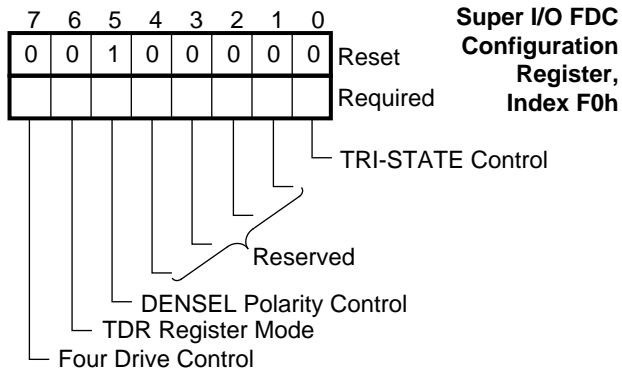 7 6 5 4 3 2 1 0
0 0 1 0 0 0 0 0 Reset
Required
Super I/O FDC
Configuration
Register,
Index F0h
TRI-STATE Control
Reserved
DENSEL Polarity Control
TDR Register Mode
Four Drive Control